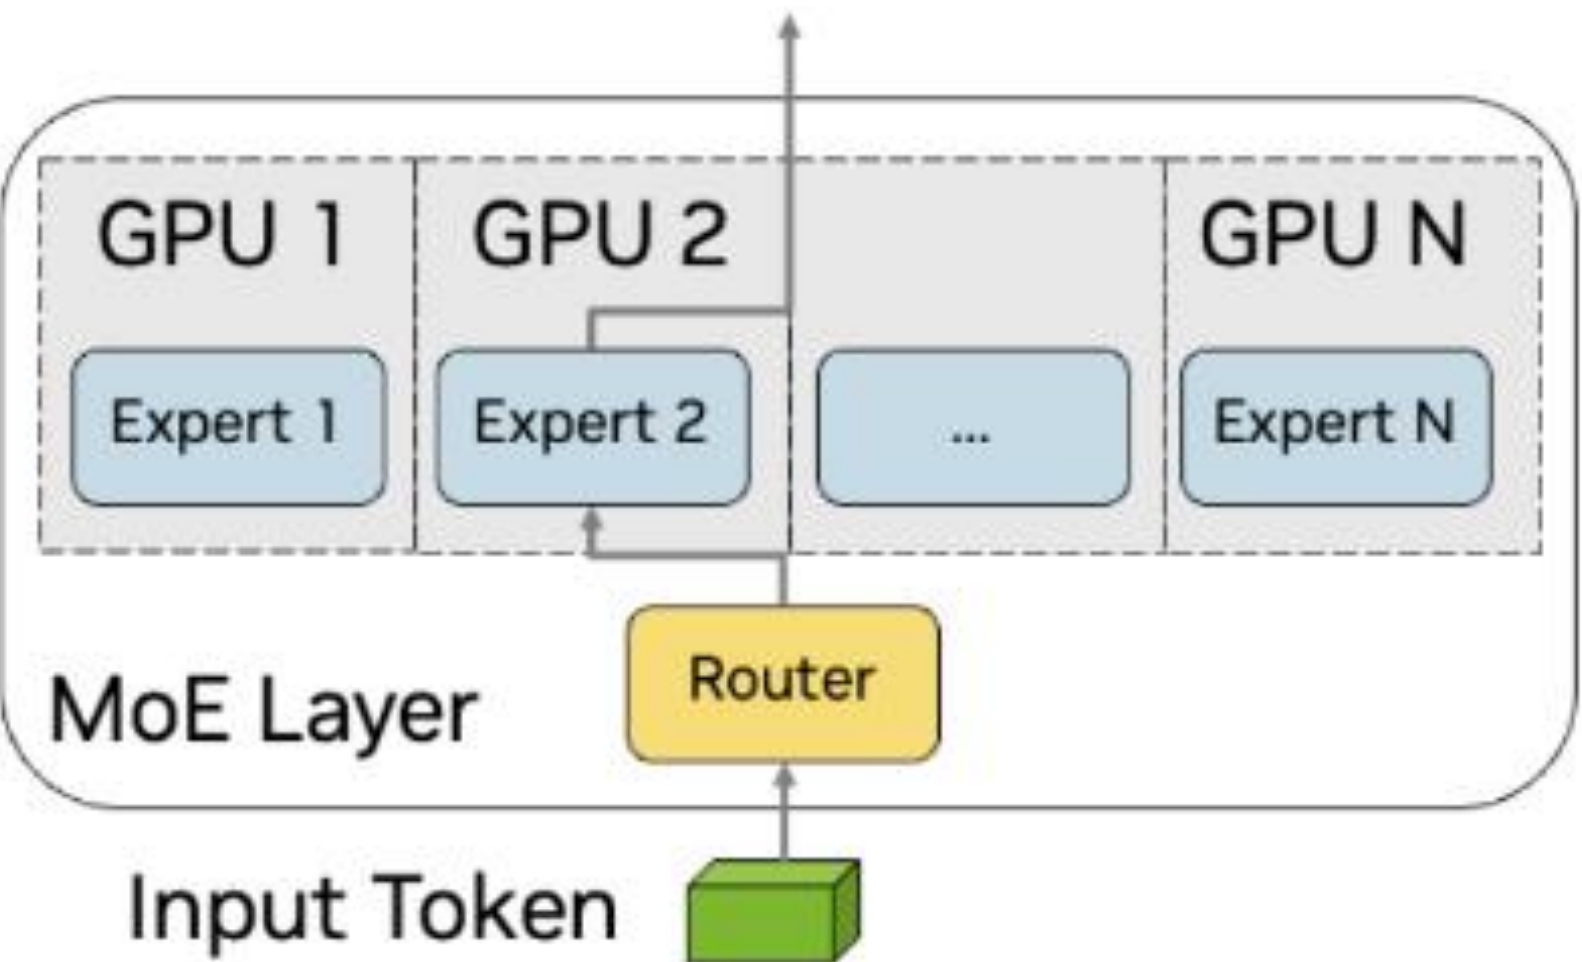 GPU 1
GPU 2
GPU N
Expert 1
Expert 2
...
Expert N
Router
MoE Layer
Input Token